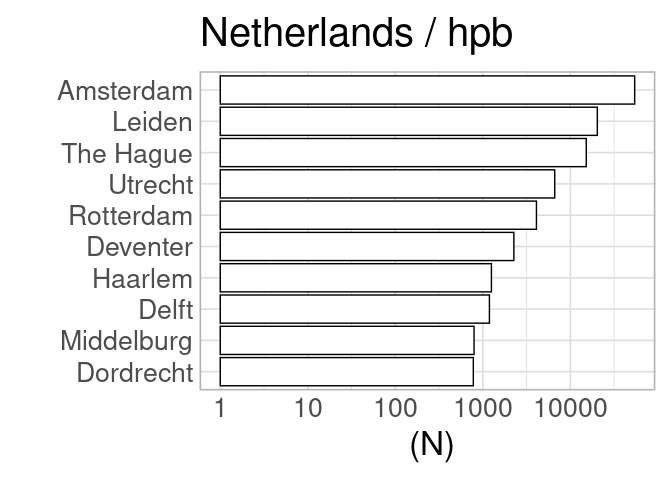 Netherlands / hpb
Amsterdam
Leiden
The Hague
Utrecht
Rotterdam
Deventer
Haarlem
Delft
Middelburg
Dordrecht
1 10 100 1000 10000
(N)